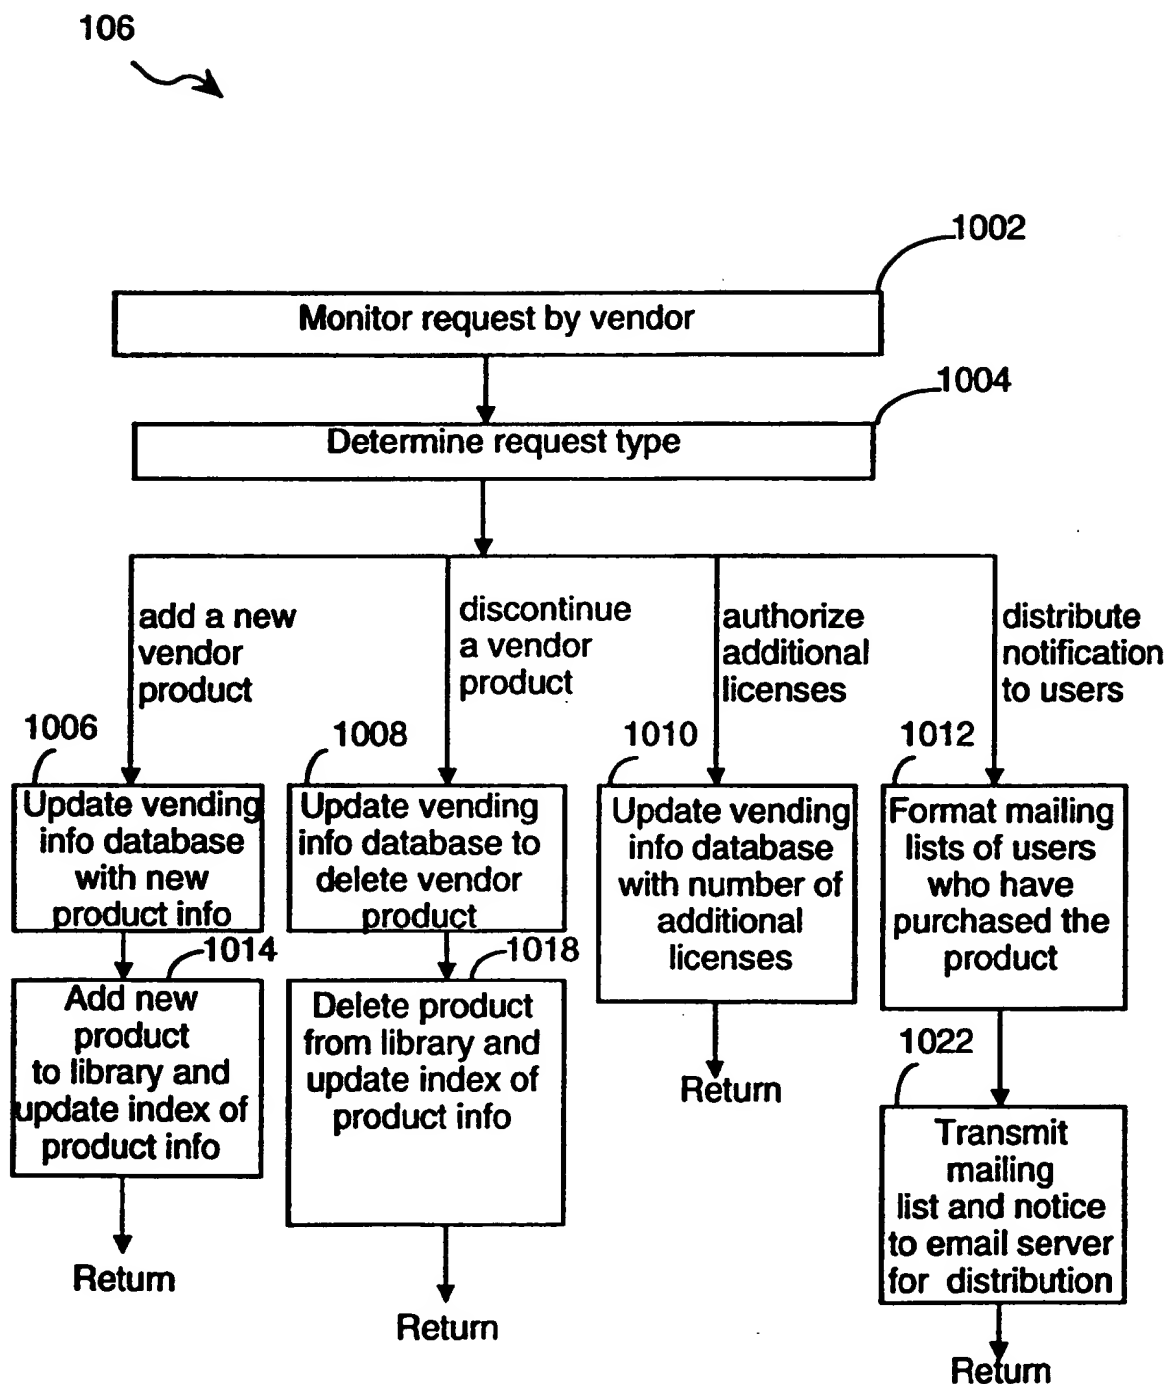 106
1002
Monitor request by vendor
1004
Determine request type
add a new
vendor
product
discontinue
a vendor
product
authorize
additional
licenses
distribute
notification
to users
1006
Update vending
info database
with new
product info
1008
Update vending
info database to
delete vendor
product
1010
Update vending
info database
with number of
additional
licenses
1012
Format mailing
lists of users
who have
purchased the
product
1014
Add new
product
to library and
update index of
product info
1018
Delete product
from library and
update index of
product info
Return
1022
Transmit
mailing
list and notice
to email server
for distribution
Return
Return
Return